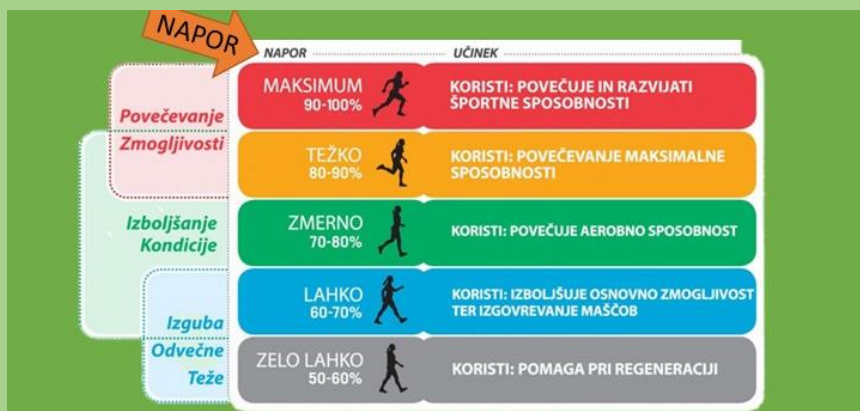 NAPOR
NAPOR
UČINEK
Povečevanje
Zmogljivosti
Izboljšanje
Kondicije
Izguba
Odvečne
Teže
MAKSIMUM
90-100%
KORISTI: POVEČUJE IN RAZVIJATI
ŠPORTNE SPOSOBNOSTI
TEŽKO
80-90%
KORISTI: POVEČEVANJE MAKSIMALNE
SPOSOBNOSTI
ZMERNO
70-80%
KORISTI: POVEČUJE AEROBNO SPOSOBNOST
LAHKO
60-70%
KORISTI: IZBOLJŠUJE OSNOVNO ZMOGLJIVOST
TER IZGOVREVANJE MAŠČOB
ZELO LAHKO
50-60%
KORISTI: POMAGA PRI REGENERACIJI